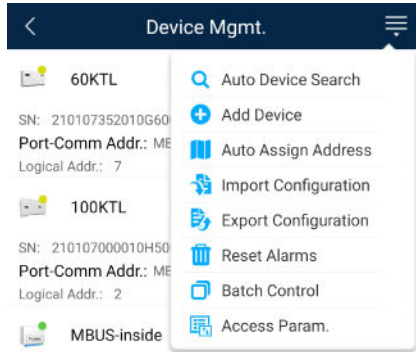 Device Mgmt.
60KTL
SN: 210107352010G60
Port-Comm Addr.: ME
Logical Addr.: 7
100KTL
SN: 210107000010H50
Port-Comm Addr.: ME
Logical Addr.: 2
MBUS-inside
Auto Device Search
Add Device
Auto Assign Address
Import Configuration
Export Configuration
Reset Alarms
Batch Control
Access Param.